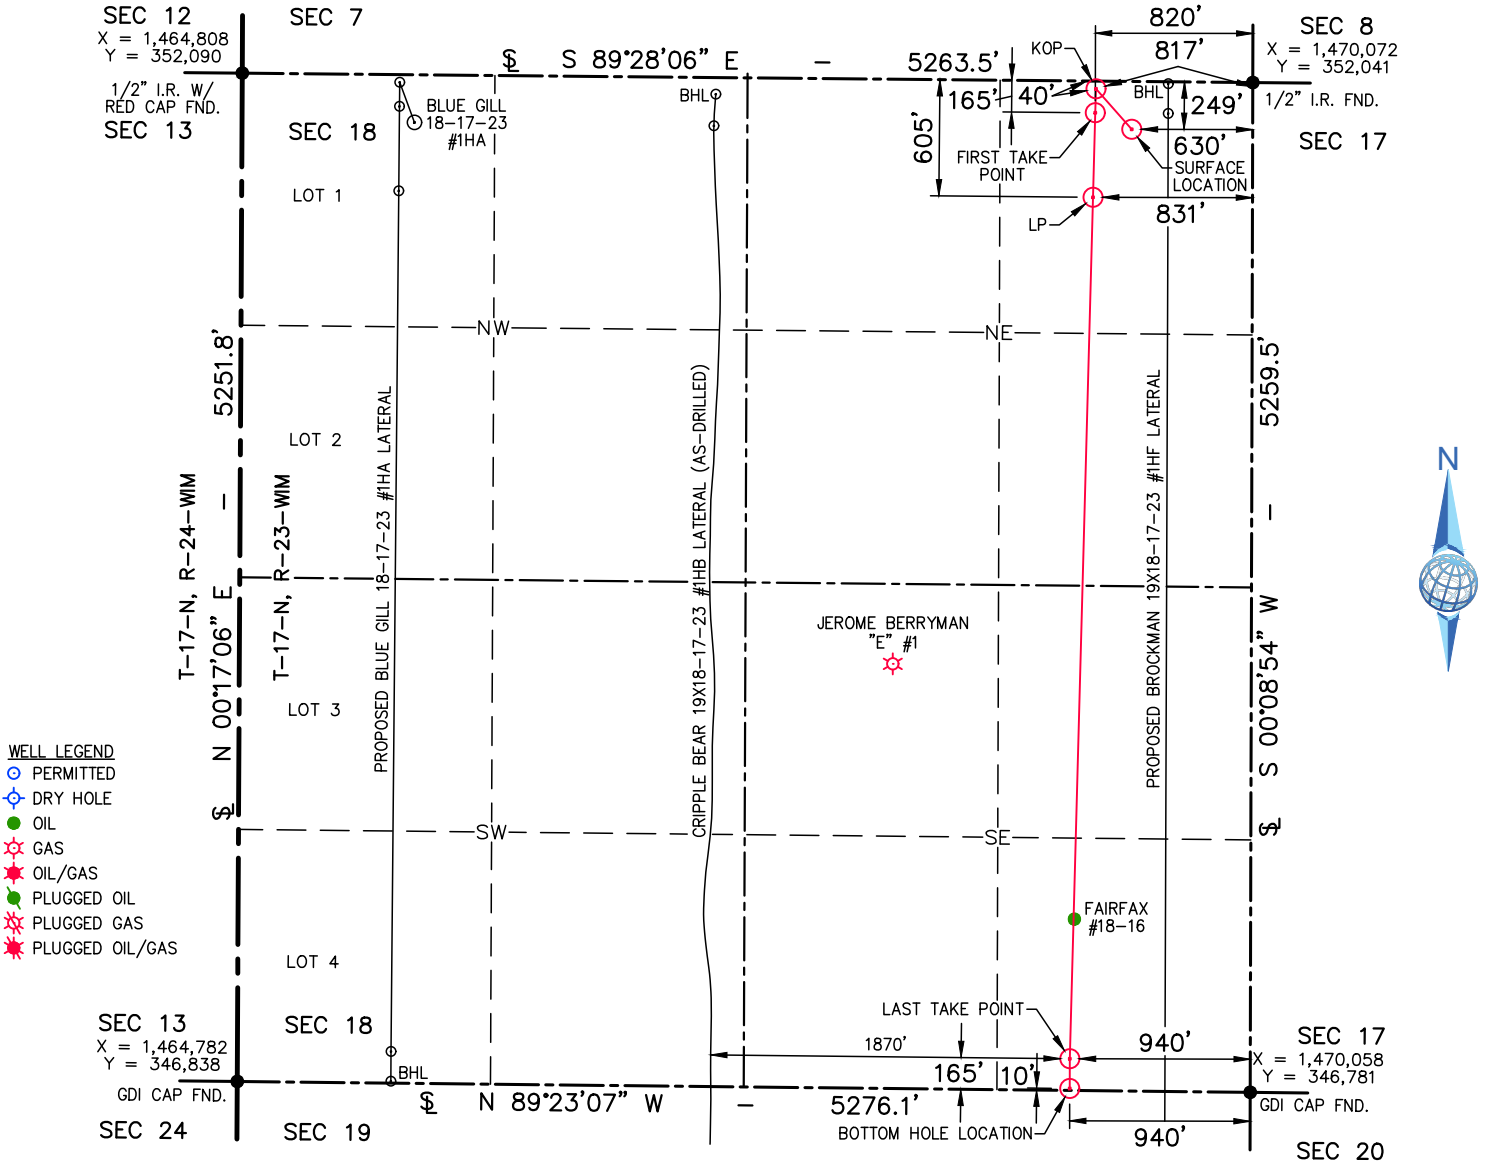 SEC 12
SEC 7
X = 1,464,808
Y = 352,090
1/2" I.R. W/
RED CAP FND.
SEC 13
SEC 18
LOT 1
BLUE GILL
18-17-23
#1HA
℄ S 89°28'06" E – 5263.5'
BHL
KOP
820'
817'
SEC 8
X = 1,470,072
Y = 352,041
1/2" I.R. FND.
SEC 17
165'
40'
BHL
249'
605'
FIRST TAKE
POINT
630'
SURFACE
LOCATION
LP
831'
NW
NE
℄ N 00°17'06" E – 5251.8'
T-17-N, R-24-WIM
T-17-N, R-23-WIM
LOT 2
PROPOSED BLUE GILL 18-17-23 #1HA LATERAL
CRIPPLE BEAR 19X18-17-23 #1HB LATERAL (AS-DRILLED)
PROPOSED BROCKMAN 19X18-17-23 #1HF LATERAL
5259.5' – S 00°08'54" W ℄
N
JEROME BERRYMAN
"E" #1
LOT 3
WELL LEGEND
PERMITTED
DRY HOLE
OIL
GAS
OIL/GAS
PLUGGED OIL
PLUGGED GAS
PLUGGED OIL/GAS
SW
SE
FAIRFAX
#18-16
LOT 4
LAST TAKE POINT
SEC 13
SEC 18
X = 1,464,782
Y = 346,838
GDI CAP FND.
SEC 24
SEC 19
BHL
1870'
165'
10'
940'
SEC 17
X = 1,470,058
Y = 346,781
GDI CAP FND.
℄ N 89°23'07" W – 5276.1'
BOTTOM HOLE LOCATION
940'
SEC 20